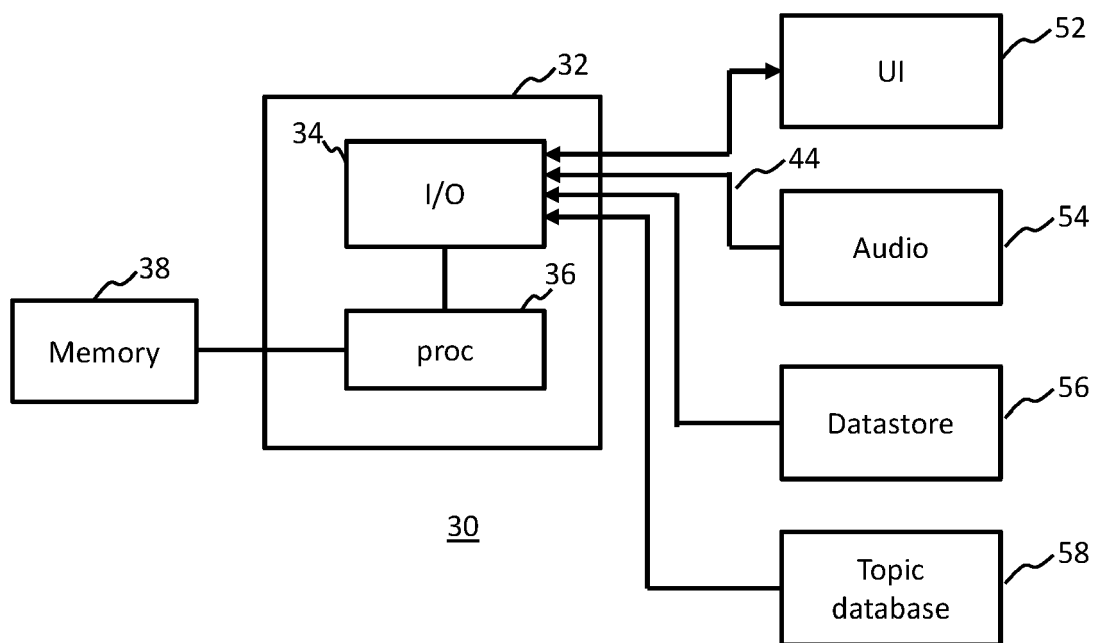 52
UI
32
34
I/O
44
54
Audio
38
36
Memory
proc
56
Datastore
30
58
Topic
database